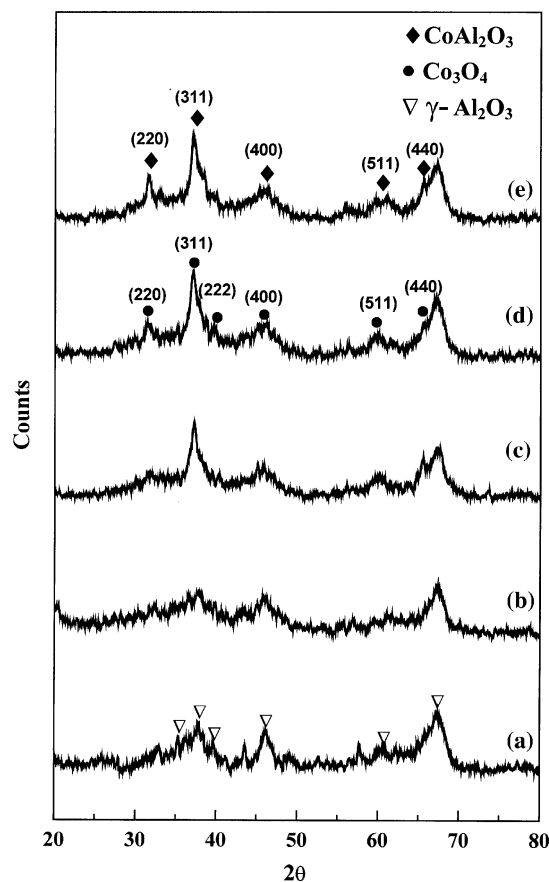 ◆ CoAl₂O₃
● Co₃O₄
▽ γ- Al₂O₃
(311)
(220) (400) (511) (440)
(e)
(311)
(220) (222) (400) (511) (440)
(d)
(c)
(b)
(a)
Counts
20 30 40 50 60 70 80
2θ